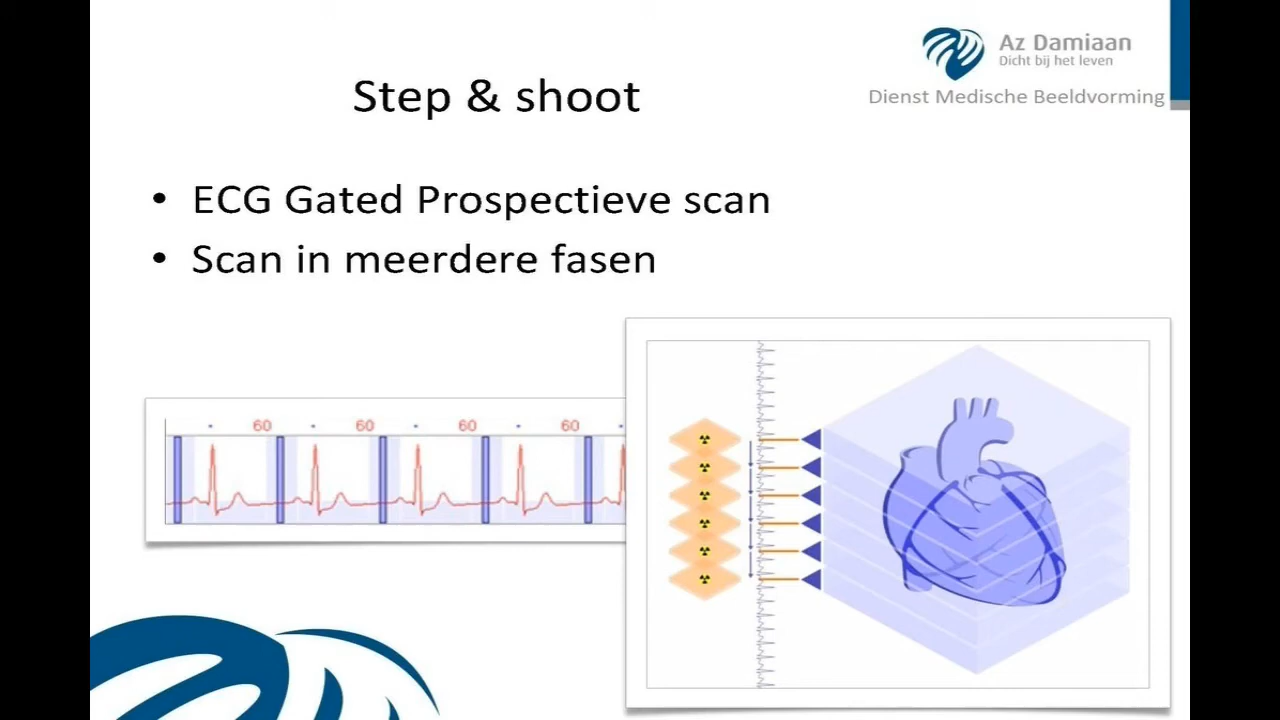 Az Damiaan
Dicht bij het leven
Dienst Medische Beeldvorming
Step & shoot
• ECG Gated Prospectieve scan
• Scan in meerdere fasen
60 60 60 60